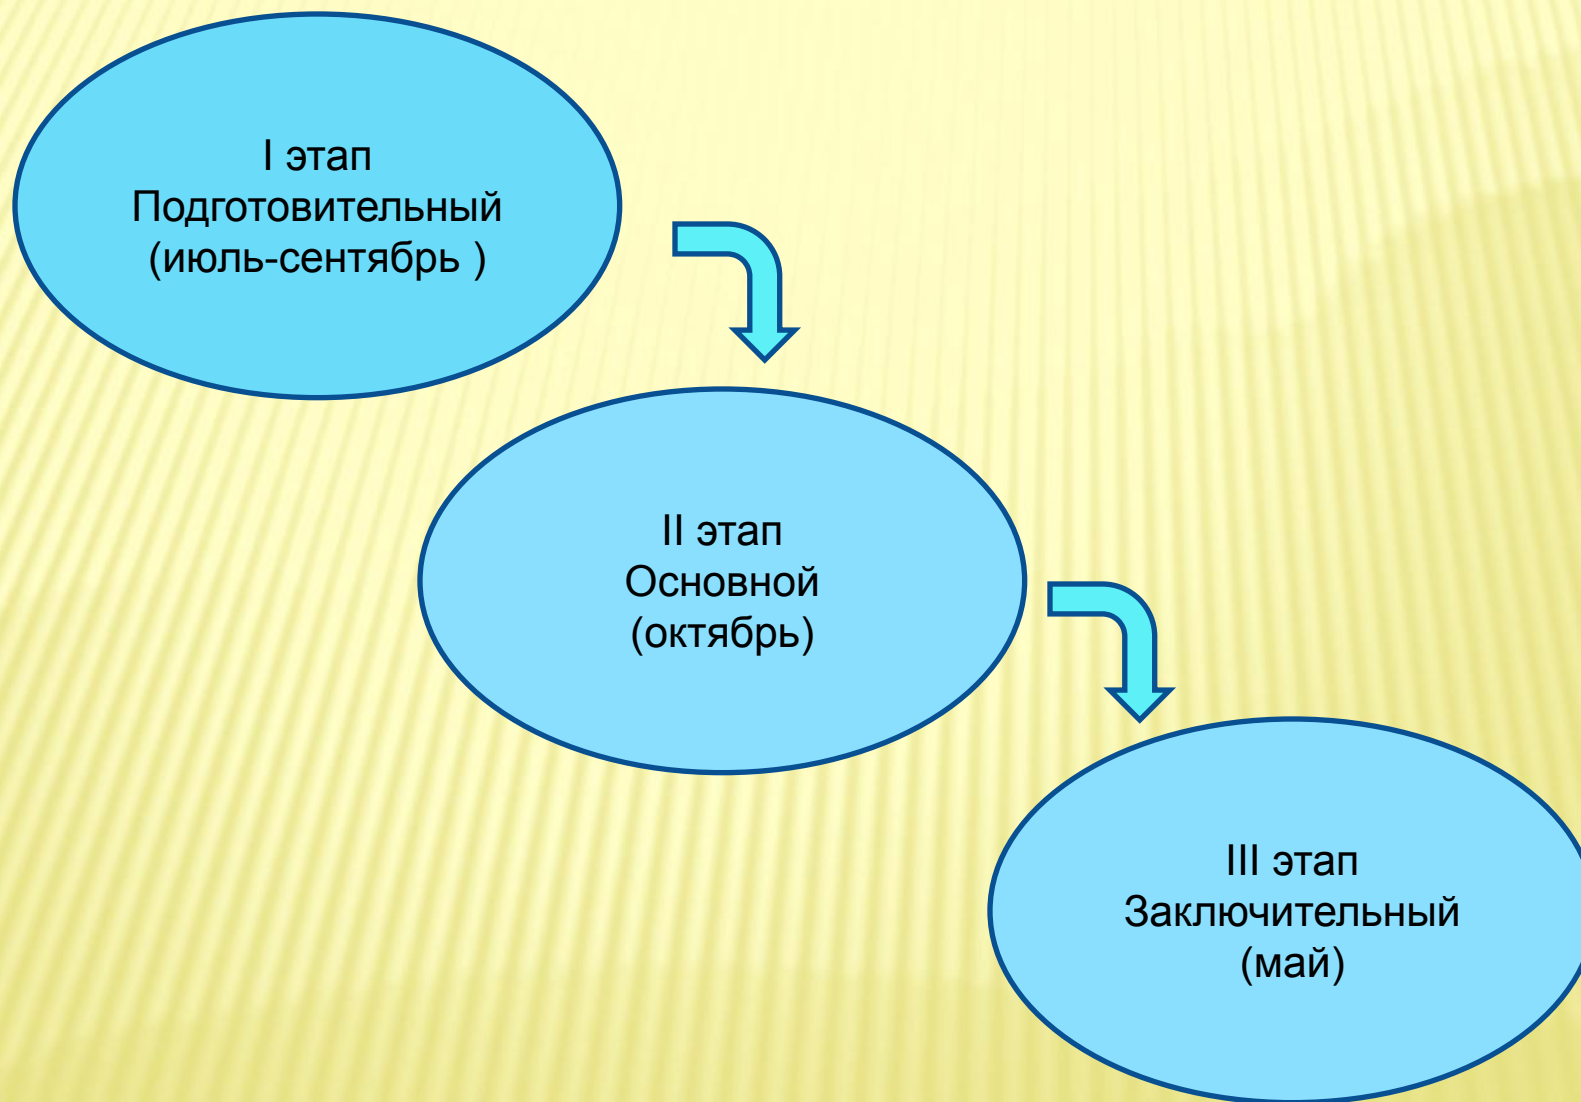 I этап
Подготовительный
(июль-сентябрь )
II этап
Основной
(октябрь)
III этап
Заключительный
(май)